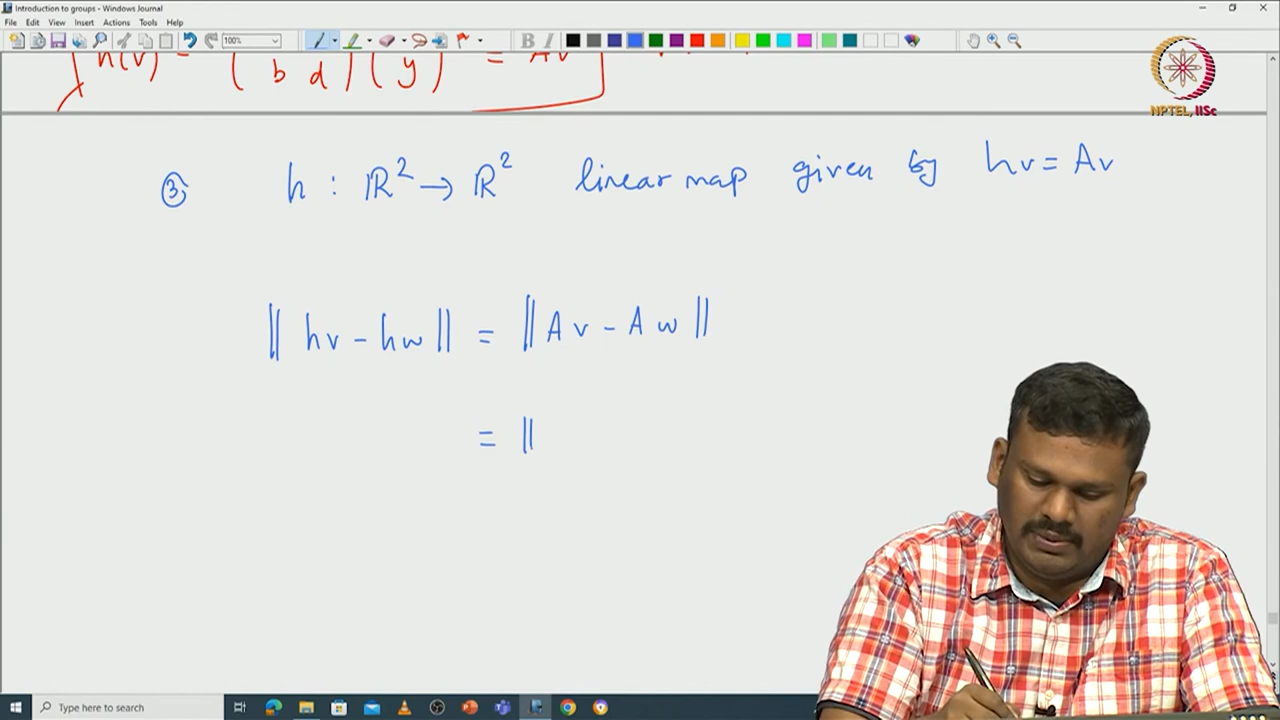 Introduction to groups - Windows Journal
File Edit View Insert Actions Tools Help
100%
B I
h(v) = ( b d ) ( y ) = Av
NPTEL, IISc
③ h : ℝ² → ℝ² linear map given by hv = Av
‖ hv - hw ‖ = ‖ Av - Aw ‖
= ‖
Type here to search